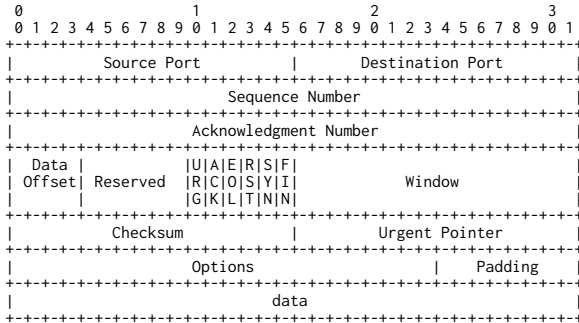 0                   1                   2                   3
 0 1 2 3 4 5 6 7 8 9 0 1 2 3 4 5 6 7 8 9 0 1 2 3 4 5 6 7 8 9 0 1
+-+-+-+-+-+-+-+-+-+-+-+-+-+-+-+-+-+-+-+-+-+-+-+-+-+-+-+-+-+-+-+-+
|          Source Port          |       Destination Port        |
+-+-+-+-+-+-+-+-+-+-+-+-+-+-+-+-+-+-+-+-+-+-+-+-+-+-+-+-+-+-+-+-+
|                        Sequence Number                        |
+-+-+-+-+-+-+-+-+-+-+-+-+-+-+-+-+-+-+-+-+-+-+-+-+-+-+-+-+-+-+-+-+
|                    Acknowledgment Number                      |
+-+-+-+-+-+-+-+-+-+-+-+-+-+-+-+-+-+-+-+-+-+-+-+-+-+-+-+-+-+-+-+-+
|  Data |           |U|A|E|R|S|F|                               |
| Offset| Reserved  |R|C|O|S|Y|I|            Window             |
|       |           |G|K|L|T|N|N|                               |
+-+-+-+-+-+-+-+-+-+-+-+-+-+-+-+-+-+-+-+-+-+-+-+-+-+-+-+-+-+-+-+-+
|           Checksum            |         Urgent Pointer        |
+-+-+-+-+-+-+-+-+-+-+-+-+-+-+-+-+-+-+-+-+-+-+-+-+-+-+-+-+-+-+-+-+
|                    Options                    |    Padding    |
+-+-+-+-+-+-+-+-+-+-+-+-+-+-+-+-+-+-+-+-+-+-+-+-+-+-+-+-+-+-+-+-+
|                             data                              |
+-+-+-+-+-+-+-+-+-+-+-+-+-+-+-+-+-+-+-+-+-+-+-+-+-+-+-+-+-+-+-+-+